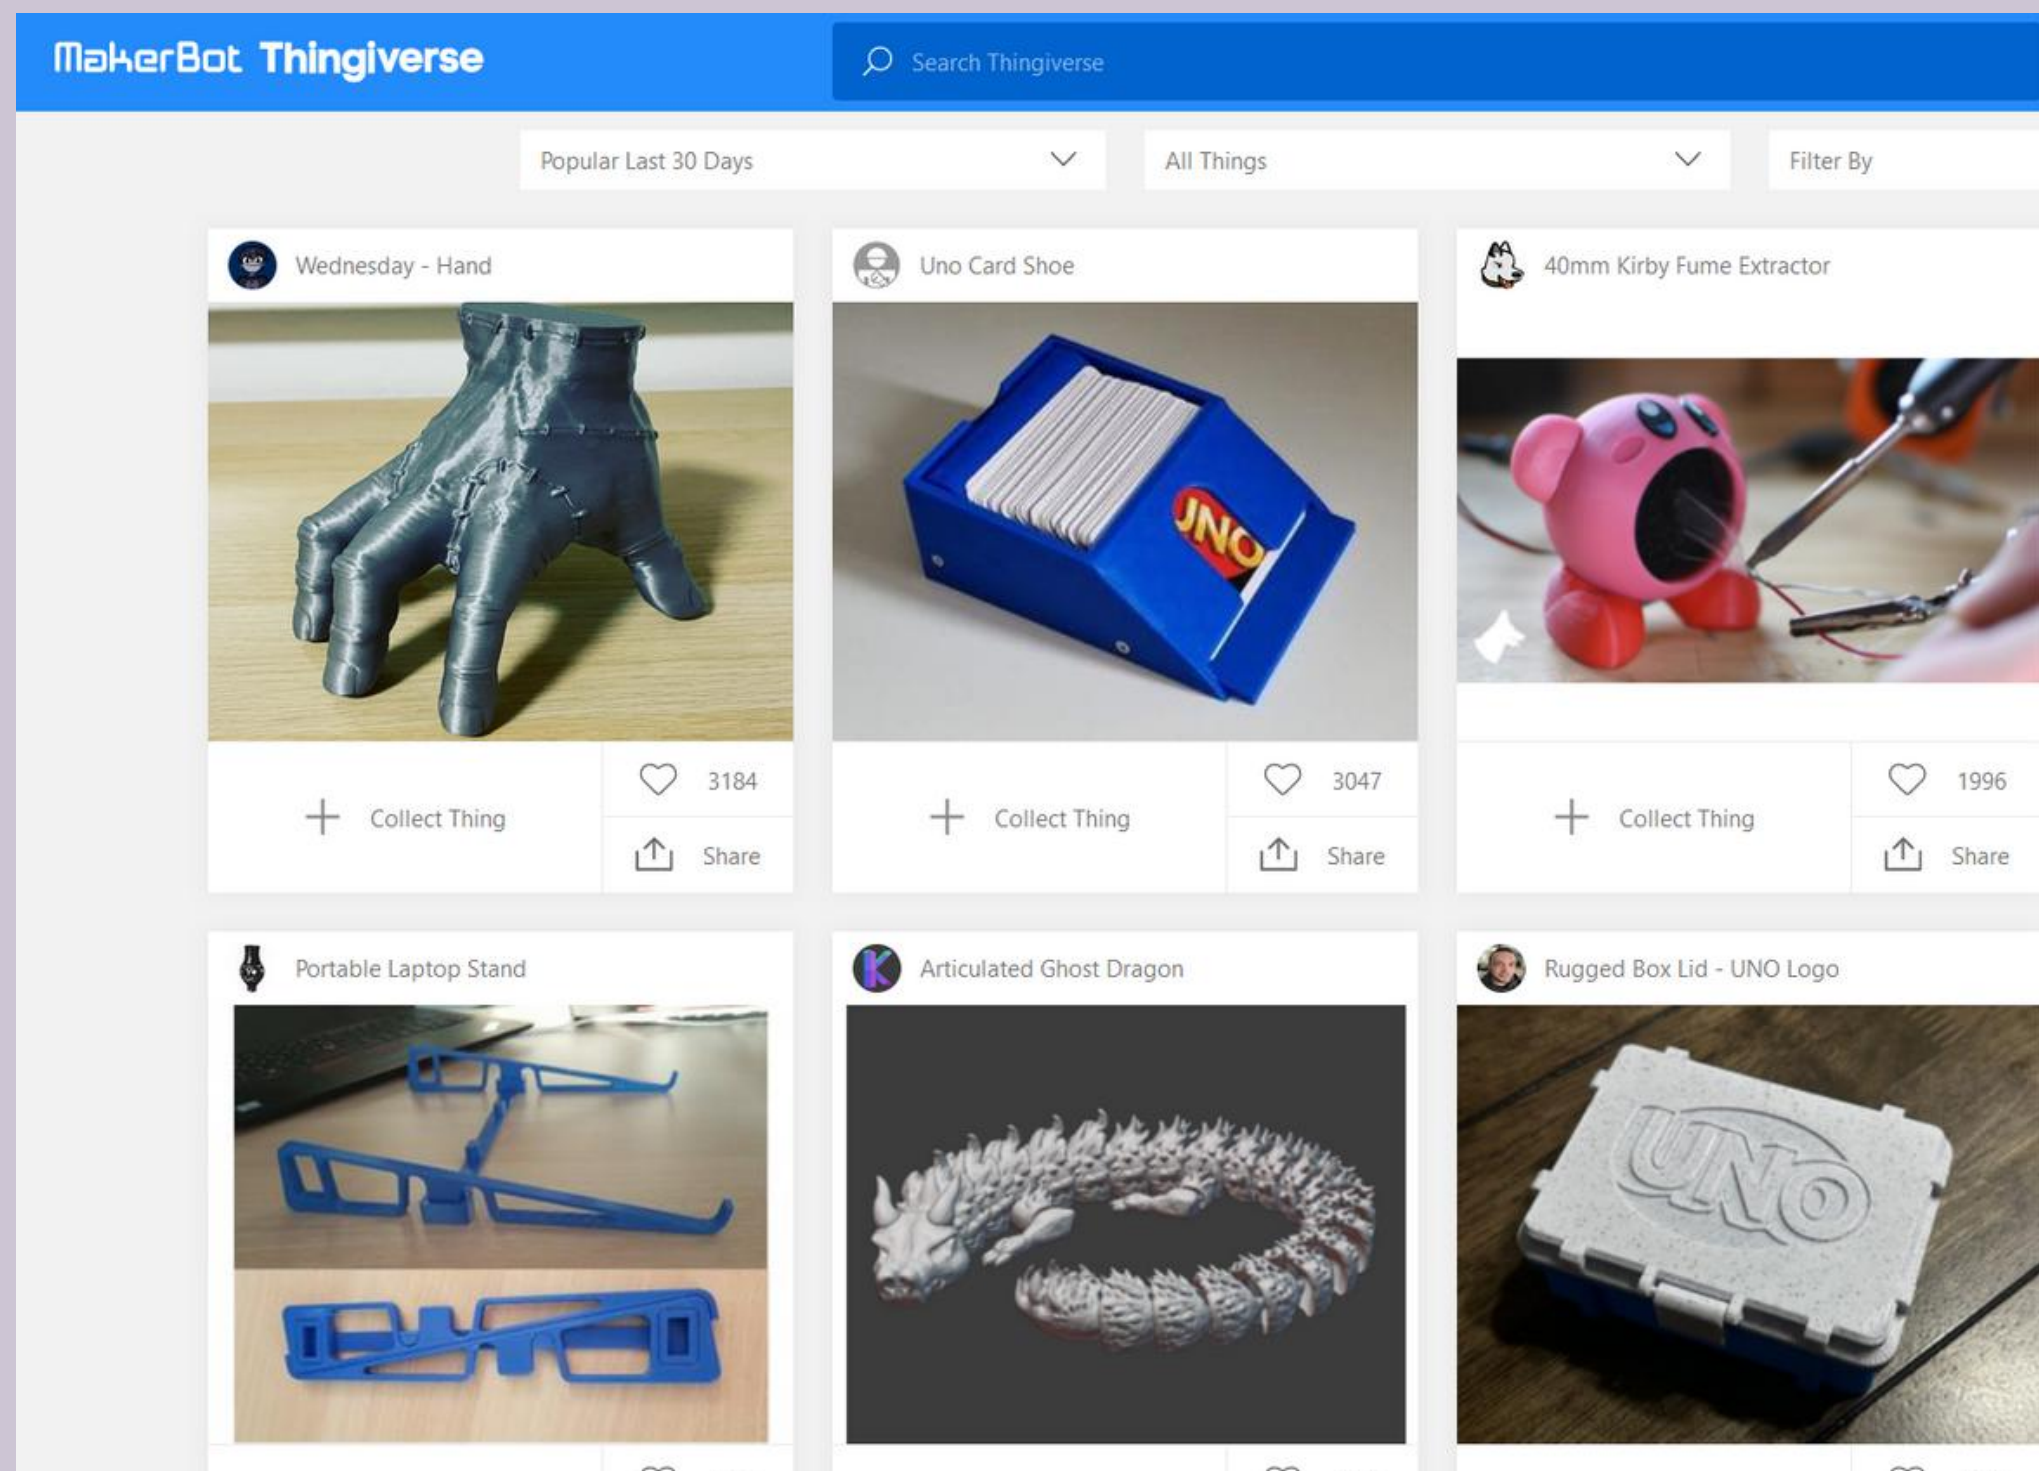 MakerBot Thingiverse
Search Thingiverse
Popular Last 30 Days
All Things
Filter By
Wednesday - Hand
Uno Card Shoe
40mm Kirby Fume Extractor
UNO
3184
3047
1996
Collect Thing
Collect Thing
Collect Thing
Share
Share
Share
Portable Laptop Stand
Articulated Ghost Dragon
Rugged Box Lid - UNO Logo
UNO